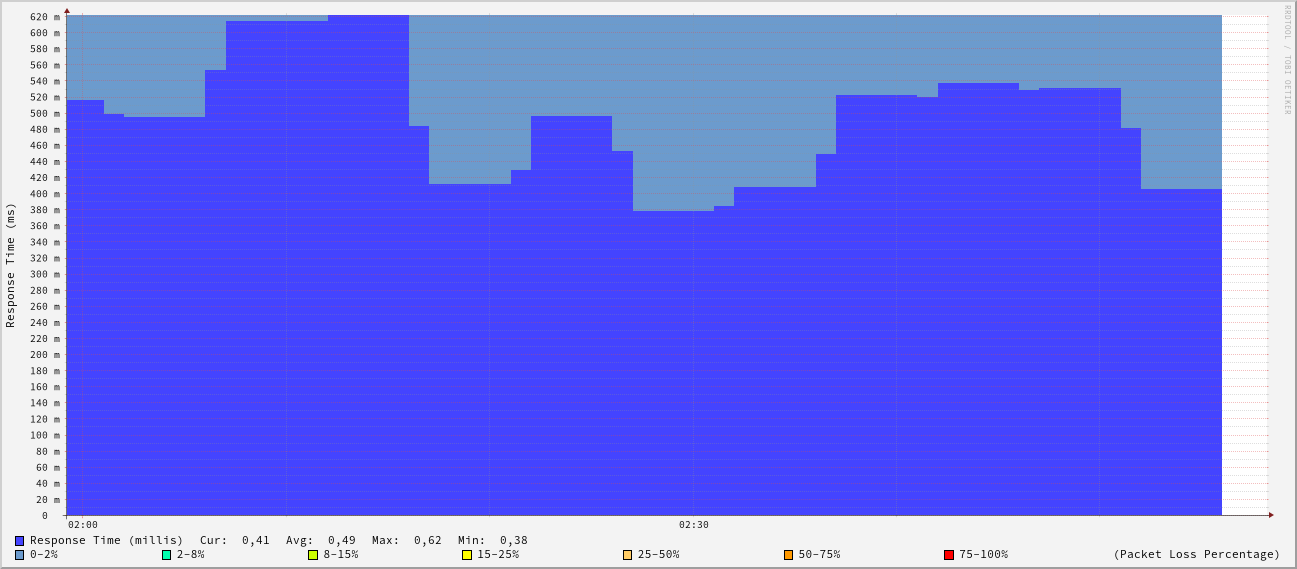 RRDTOOL / TOBI OETIKER
Response Time (ms)
620 m
600 m
580 m
560 m
540 m
520 m
500 m
480 m
460 m
440 m
420 m
400 m
380 m
360 m
340 m
320 m
300 m
280 m
260 m
240 m
220 m
200 m
180 m
160 m
140 m
120 m
100 m
80 m
60 m
40 m
20 m
0
02:00 02:30
Response Time (millis) Cur: 0,41 Avg: 0,49 Max: 0,62 Min: 0,38
0-2% 2-8% 8-15% 15-25% 25-50% 50-75% 75-100% (Packet Loss Percentage)